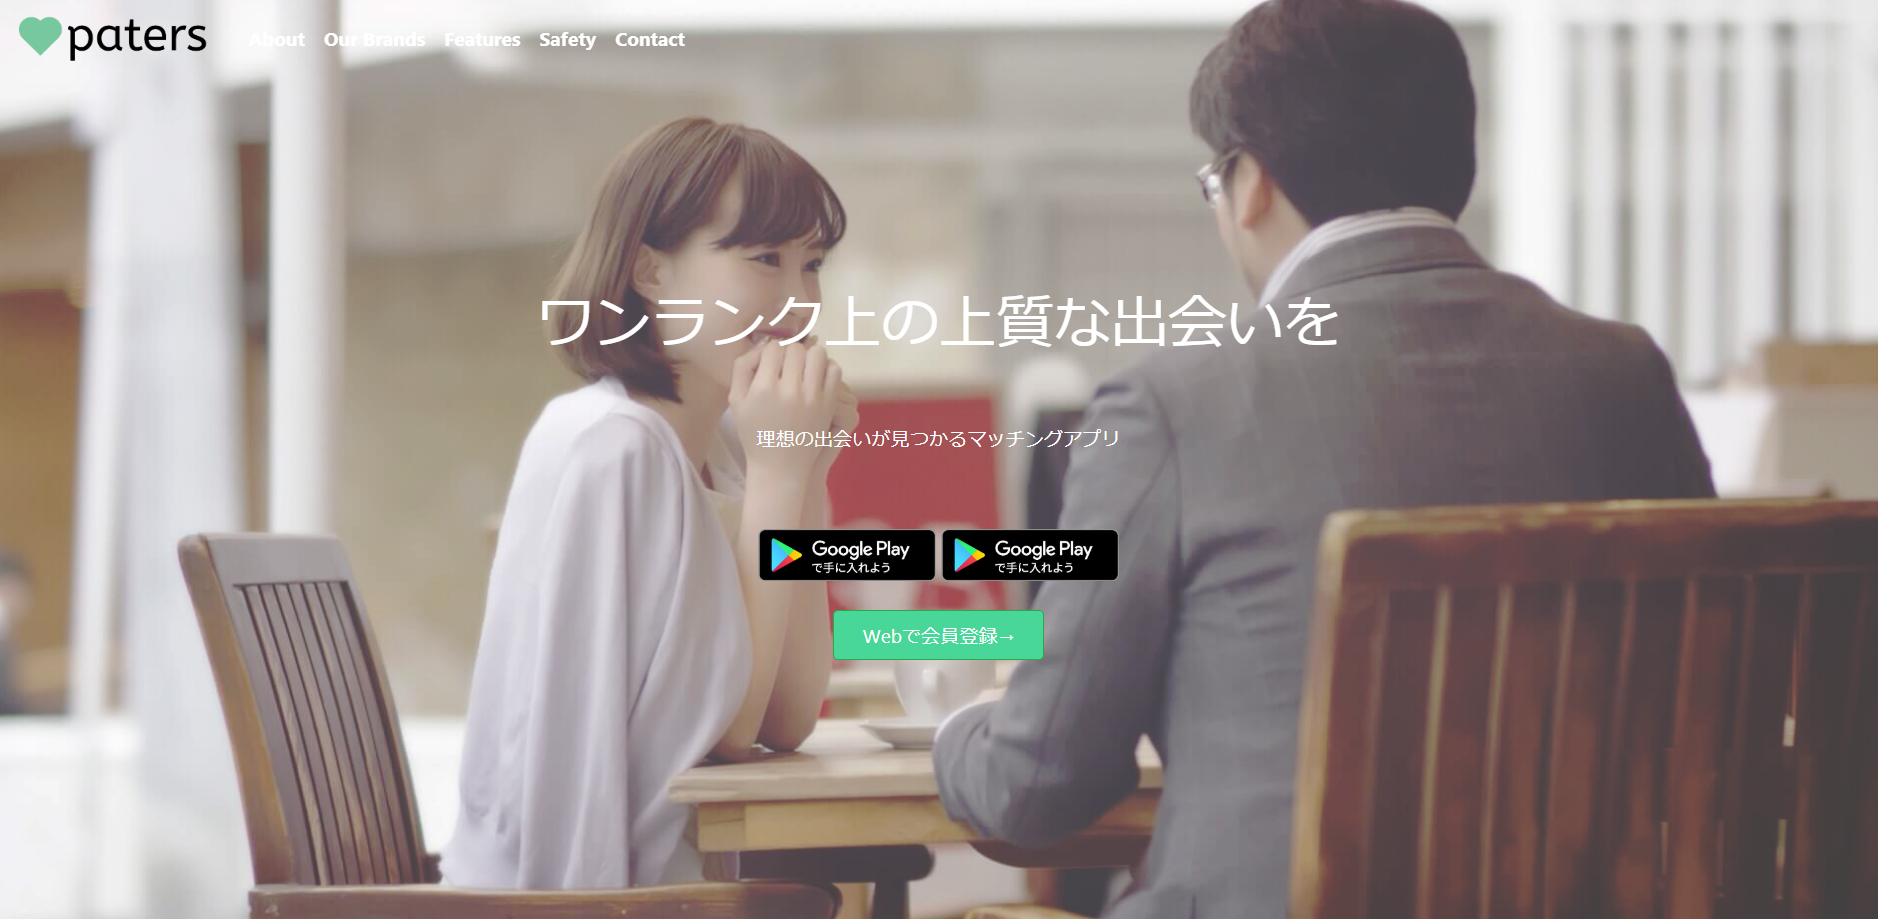 paters
About Our Brands Features Safety Contact
ワンランク上の上質な出会いを
理想の出会いが見つかるマッチングアプリ
Google Play
で手に入れよう
Google Play
で手に入れよう
Webで会員登録→